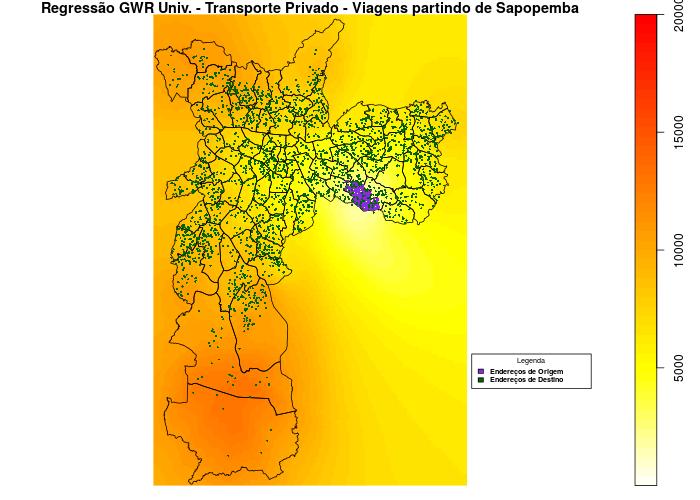 Regressão GWR Univ. - Transporte Privado - Viagens partindo de Sapopemba
20000
15000
10000
5000
Legenda
Endereços de Origem
Endereços de Destino